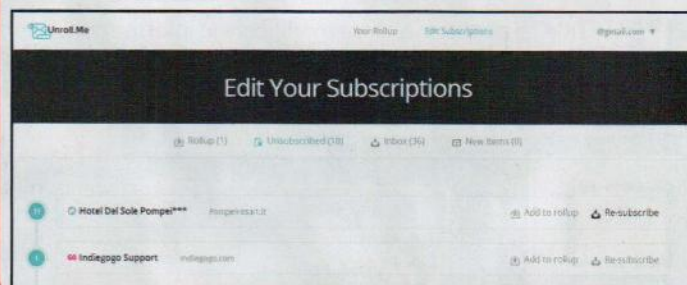 Unroll.Me Your Rollup Edit Subscriptions @gmail.com
Edit Your Subscriptions
Rollup (1) Unsubscribed (18) Inbox (36) New Items (0)
H Hotel Del Sole Pompei*** Add to rollup Re-subscribe
I Indiegogo Support indiegogo.com Add to rollup Re-subscribe